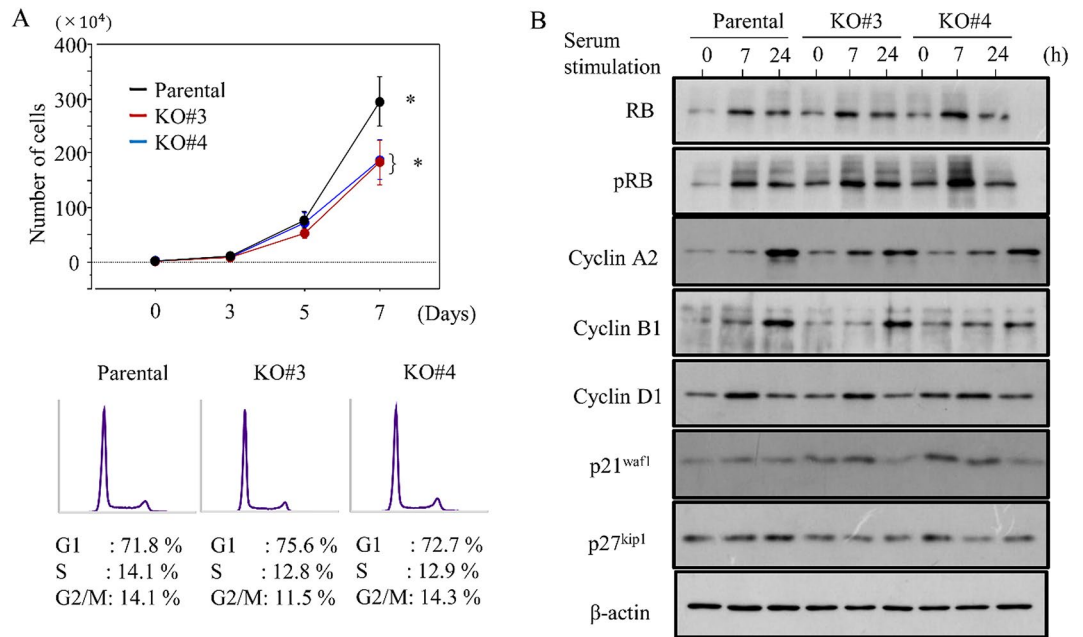 A
(×10⁴)
400
300
200
100
0
Number of cells
Parental
KO#3
KO#4
*
*
0 3 5 7 (Days)
Parental KO#3 KO#4
G1 : 71.8 % G1 : 75.6 % G1 : 72.7 %
S : 14.1 % S : 12.8 % S : 12.9 %
G2/M: 14.1 % G2/M: 11.5 % G2/M: 14.3 %
B
Parental KO#3 KO#4
Serum
stimulation
0 7 24 0 7 24 0 7 24 (h)
RB
pRB
Cyclin A2
Cyclin B1
Cyclin D1
p21waf1
p27kip1
β-actin